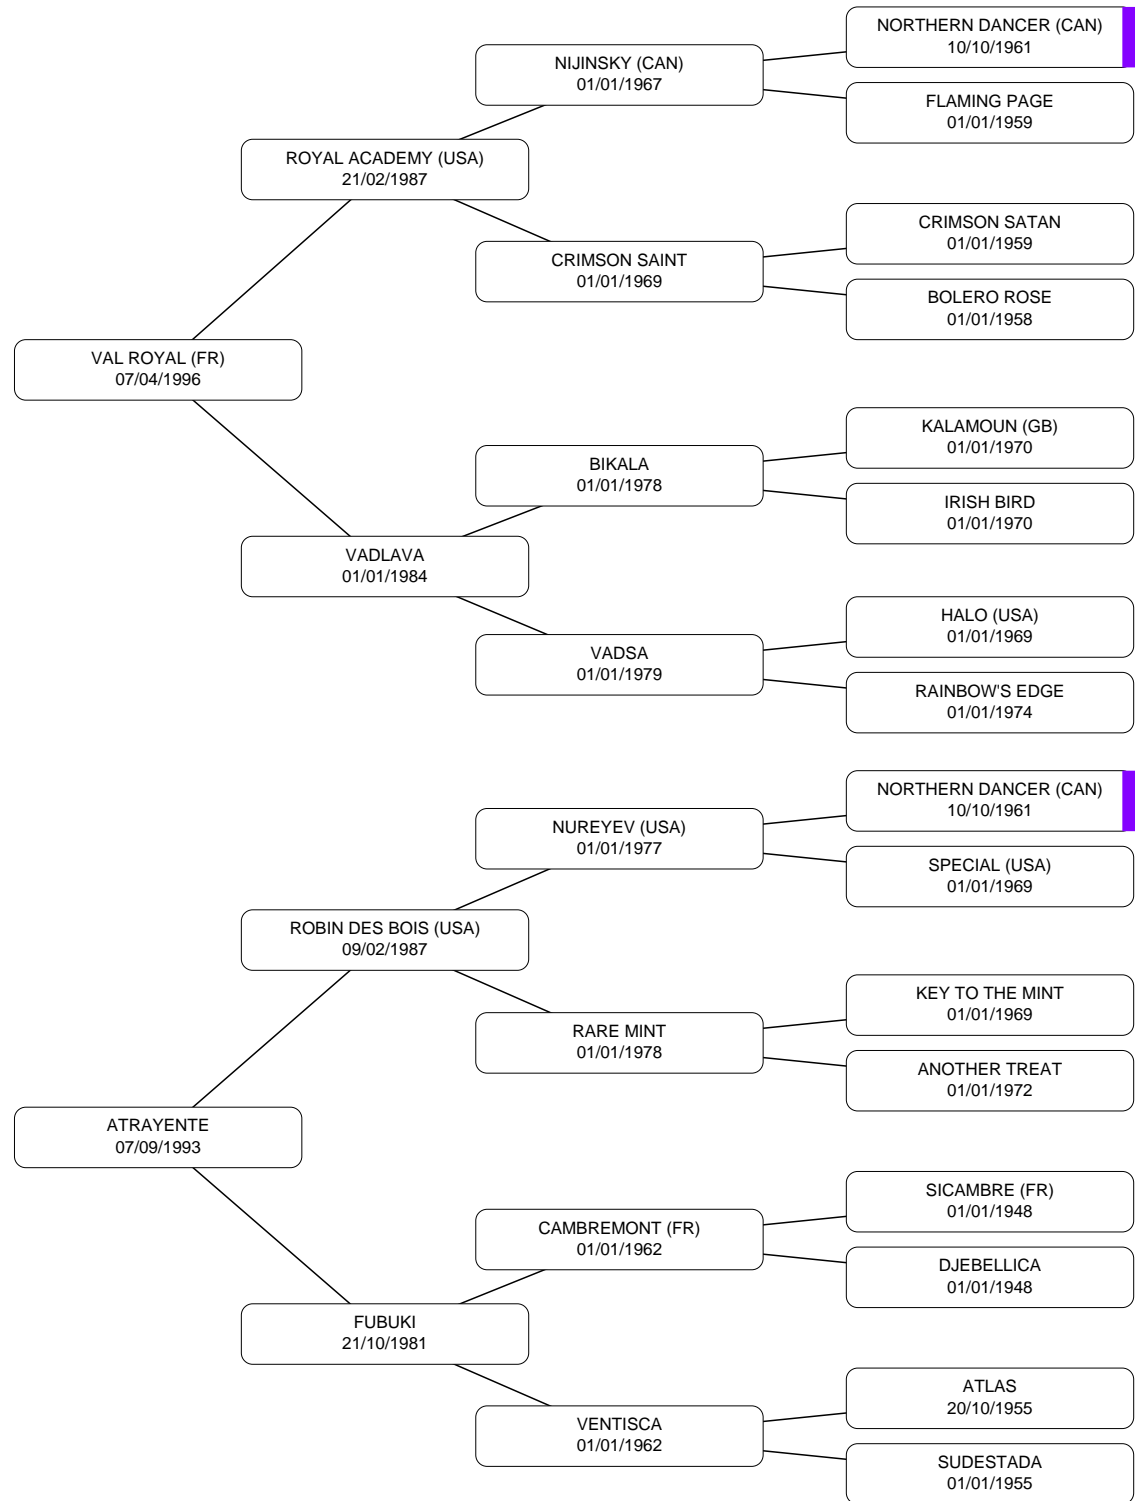 NORTHERN DANCER (CAN)
10/10/1961
NIJINSKY (CAN)
01/01/1967
FLAMING PAGE
01/01/1959
ROYAL ACADEMY (USA)
21/02/1987
CRIMSON SATAN
01/01/1959
CRIMSON SAINT
01/01/1969
BOLERO ROSE
01/01/1958
VAL ROYAL (FR)
07/04/1996
KALAMOUN (GB)
01/01/1970
BIKALA
01/01/1978
IRISH BIRD
01/01/1970
VADLAVA
01/01/1984
HALO (USA)
01/01/1969
VADSA
01/01/1979
RAINBOW'S EDGE
01/01/1974
NORTHERN DANCER (CAN)
10/10/1961
NUREYEV (USA)
01/01/1977
SPECIAL (USA)
01/01/1969
ROBIN DES BOIS (USA)
09/02/1987
KEY TO THE MINT
01/01/1969
RARE MINT
01/01/1978
ANOTHER TREAT
01/01/1972
ATRAYENTE
07/09/1993
SICAMBRE (FR)
01/01/1948
CAMBREMONT (FR)
01/01/1962
DJEBELLICA
01/01/1948
FUBUKI
21/10/1981
ATLAS
20/10/1955
VENTISCA
01/01/1962
SUDESTADA
01/01/1955